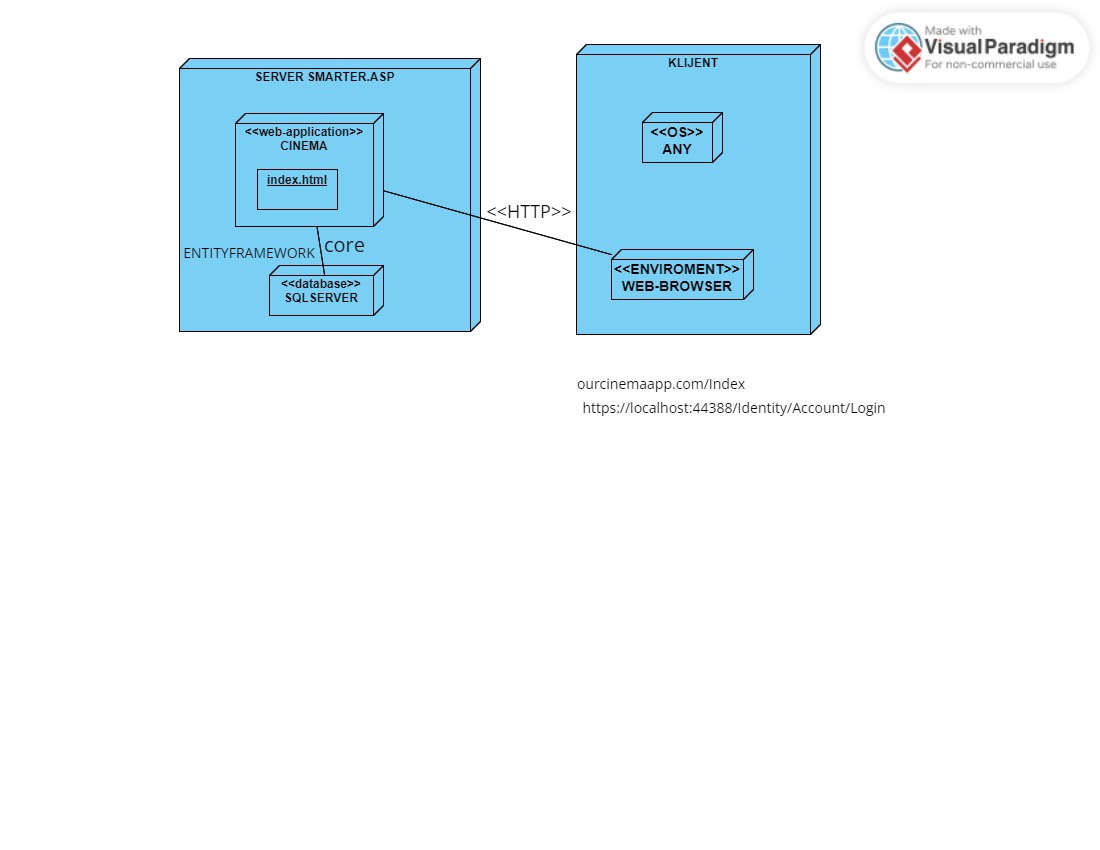 Made with
Visual Paradigm
For non-commercial use
SERVER SMARTER.ASP
<<web-application>>
CINEMA
index.html
ENTITYFRAMEWORK
core
<<database>>
SQLSERVER
<<HTTP>>
KLIJENT
<<OS>>
ANY
<<ENVIROMENT>>
WEB-BROWSER
ourcinemaapp.com/Index
https://localhost:44388/Identity/Account/Login